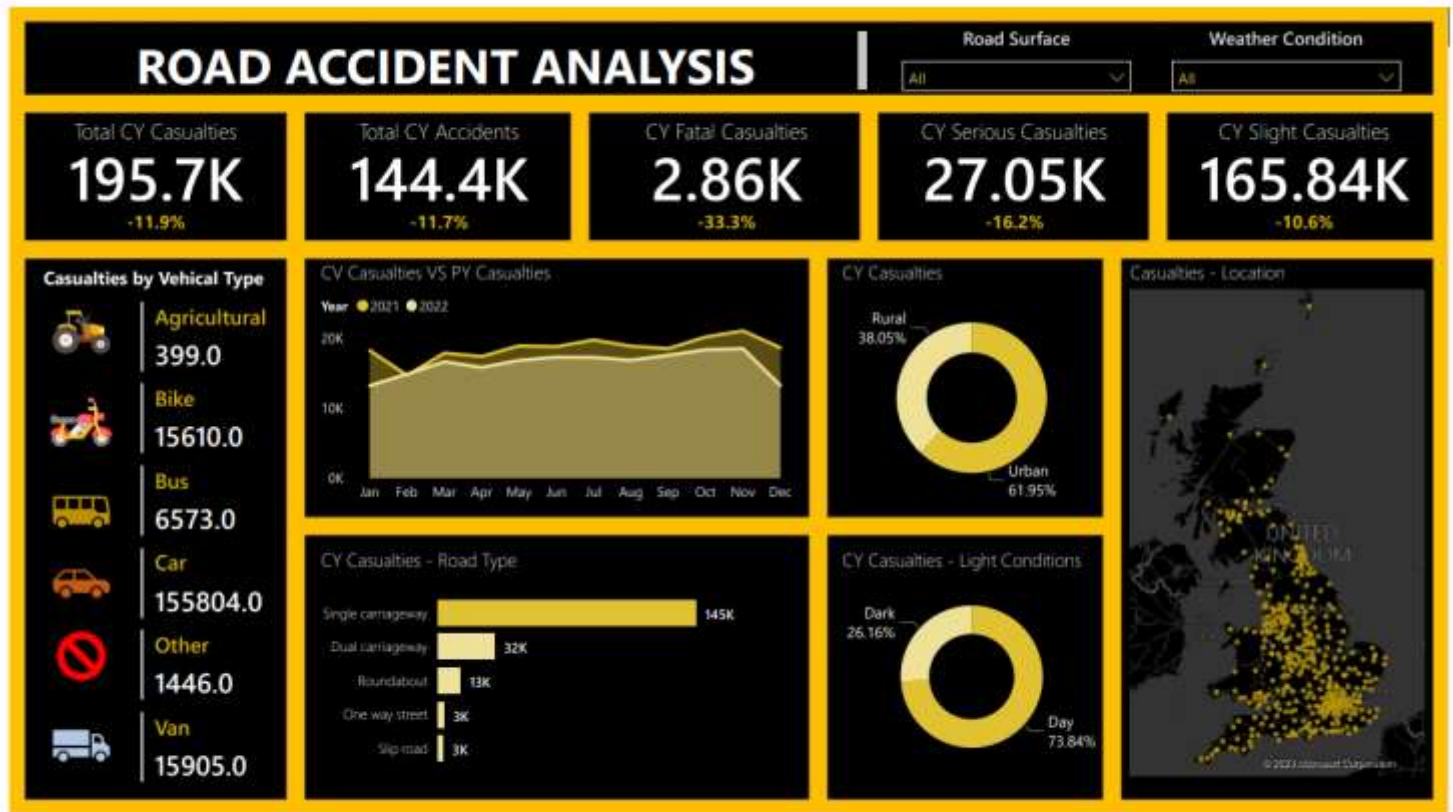 ROAD ACCIDENT ANALYSIS
Road Surface
All
Weather Condition
All
Total CY Casualties
195.7K
-11.9%
Total CY Accidents
144.4K
-11.7%
CY Fatal Casualties
2.86K
-33.3%
CY Serious Casualties
27.05K
-16.2%
CY Slight Casualties
165.84K
-10.6%
Casualties by Vehical Type
Agricultural
399.0
Bike
15610.0
Bus
6573.0
Car
155804.0
Other
1446.0
Van
15905.0
CY Casualties VS PY Casualties
Year 2021 2022
20K
10K
0K
Jan Feb Mar Apr May Jun Jul Aug Sep Oct Nov Dec
CY Casualties
Rural
38.05%
Urban
61.95%
CY Casualties - Road Type
Single carriageway 145K
Dual carriageway 32K
Roundabout 13K
One way street 3K
Slip road 3K
CY Casualties - Light Conditions
Dark
26.16%
Day
73.84%
Casualties - Location
UNITED
KINGDOM
© 2023 Microsoft Corporation